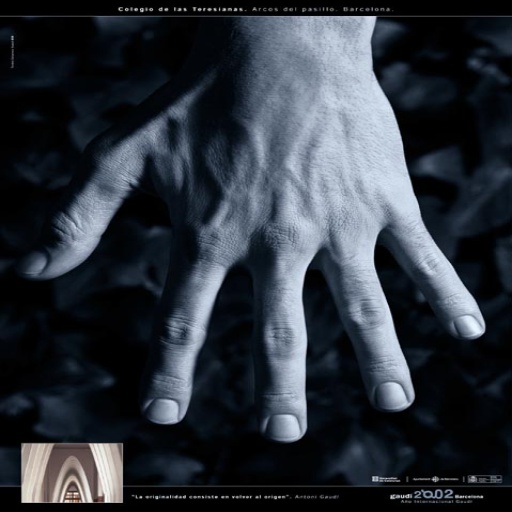 Colegio de las Teresianas. Arcos del pasillo. Barcelona.
"La originalidad consiste en volver al origen". Antoni Gaudí
gaudí 2002 Barcelona
Año Internacional Gaudí